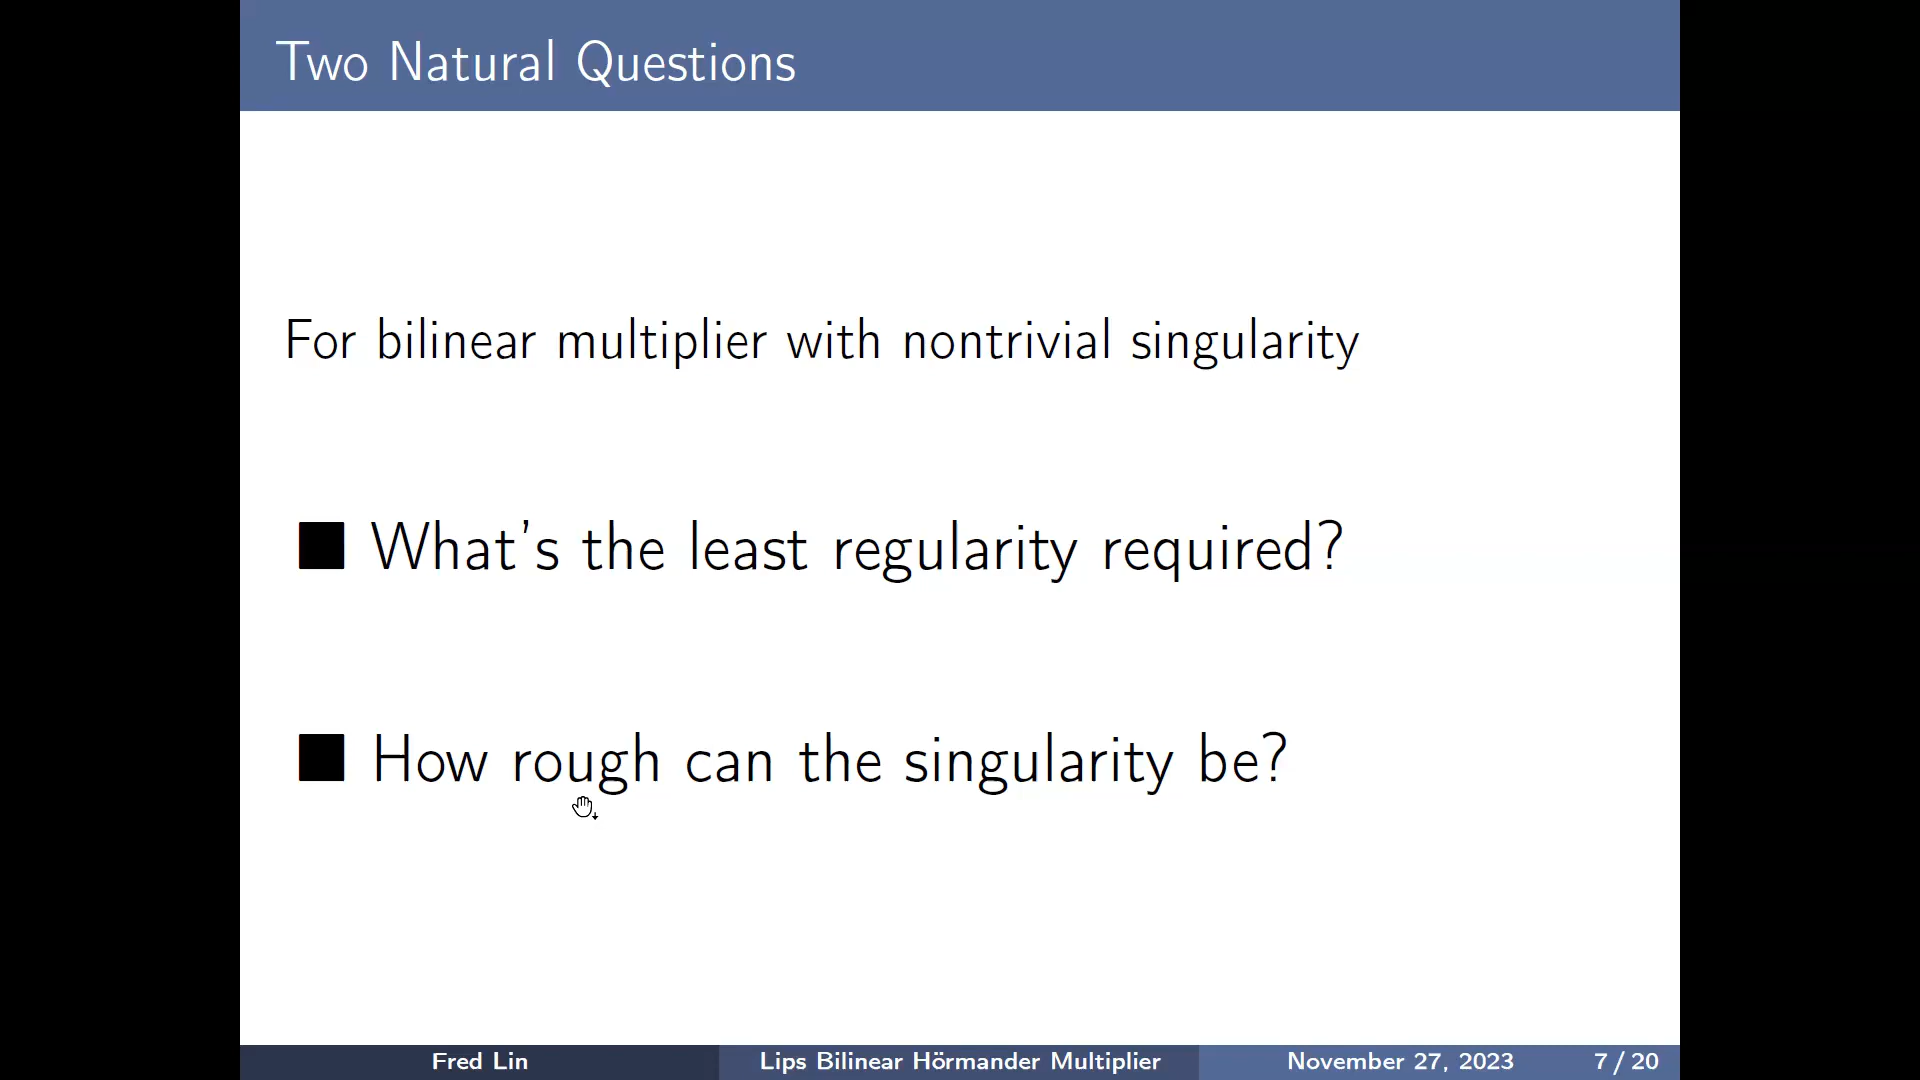 Two Natural Questions
For bilinear multiplier with nontrivial singularity
What's the least regularity required?
How rough can the singularity be?
Fred Lin Lips Bilinear Hörmander Multiplier November 27, 2023 7 / 20